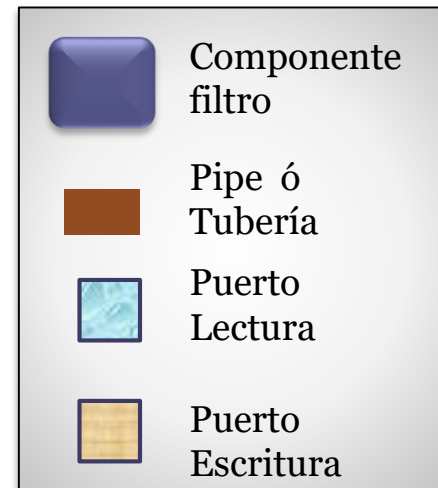 Componente
filtro
Pipe ó
Tubería
Puerto
Lectura
Puerto
Escritura